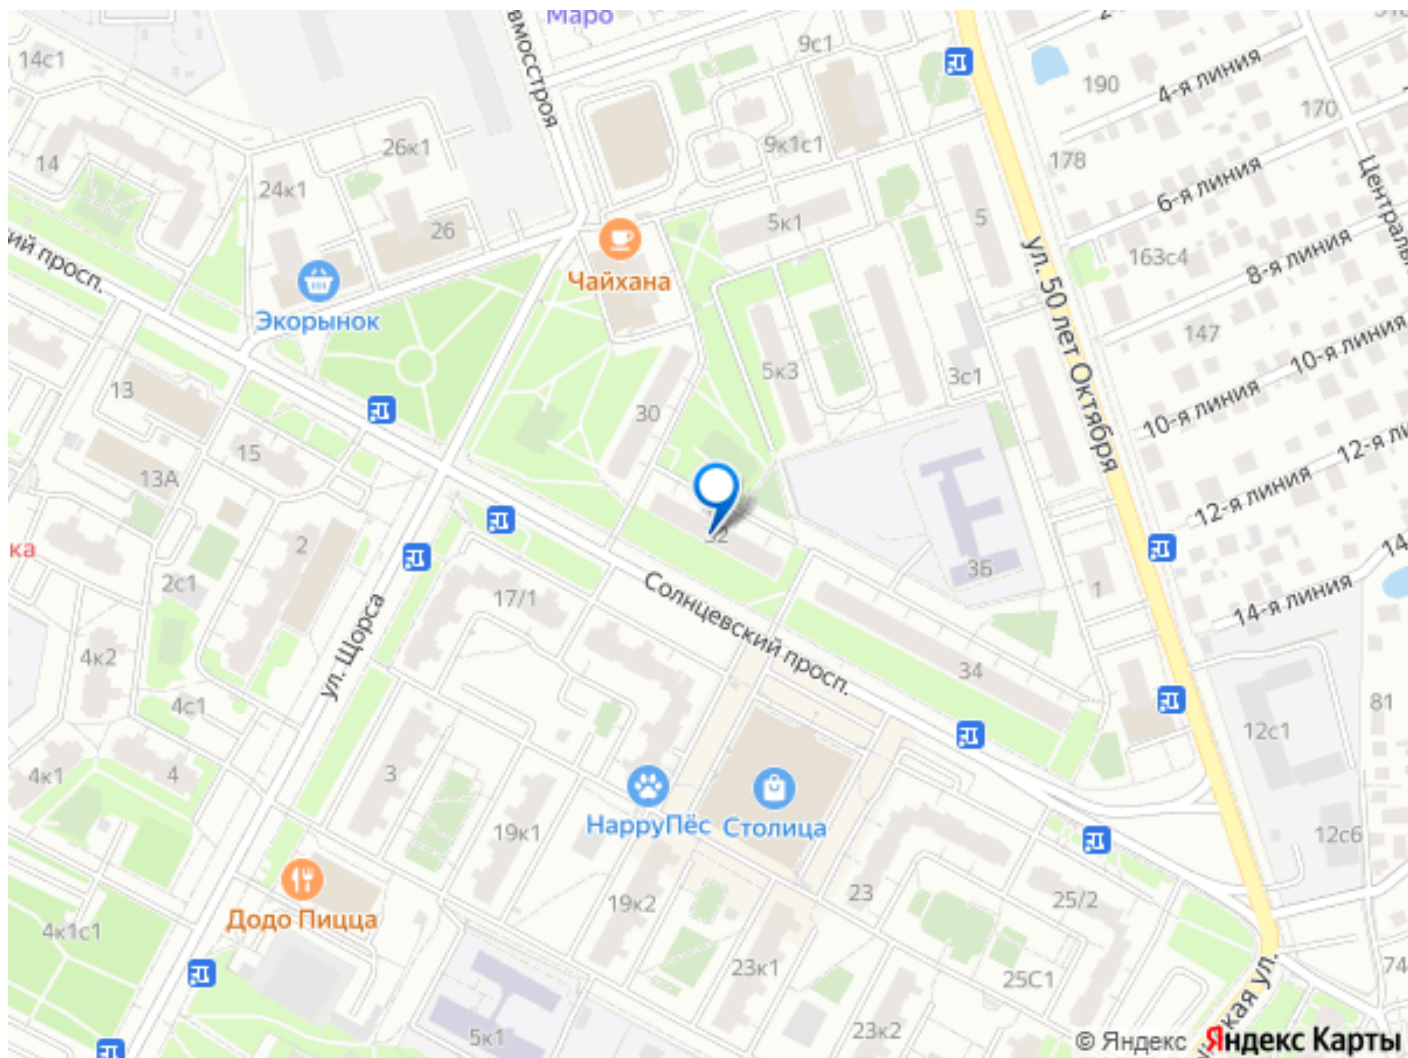 Маро
14с1
вмосстроя
9с1
190
4-я линия
170
26к1
9к1с1
178
14
24к1
Централь
6-я линия
26
5к1
5
ий просп.
163с4
8-я линия
Чайхана
ул. 50 лет Октября
Экорынок
147
10-я линия
5к3
3с1
13
30
10-я линия
15
12-я ли
13А
12-я линия
2
32
14
ка
3Б
1
2с1
17/1
14-я линия
Солнцевский просп.
ул. Щорса
4к2
34
4с1
81
12с1
4к1
4
3
HappyПёс
Столица
19к1
12с6
23
25/2
19к2
Додо Пицца
4к1с1
23к1
25С1
74
кая ул.
5к1
23к2
© Яндекс Яндекс Карты